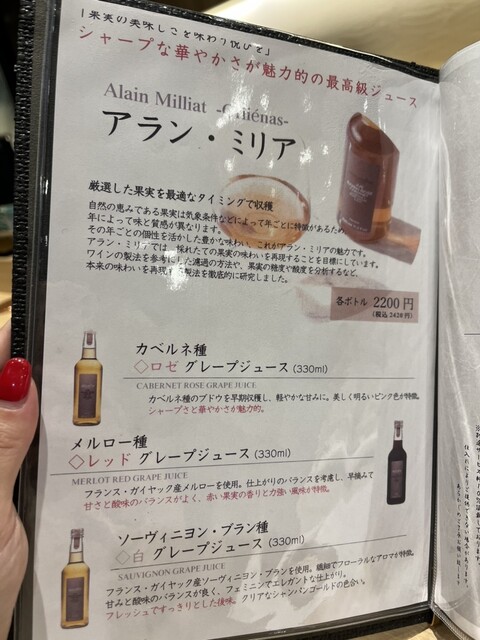 「果実の美味しさを味わう悦びを」
シャープな華やかさが魅力的の最高級ジュース
Alain Milliat -Chiénas-
アラン・ミリア
厳選した果実を最適なタイミングで収穫
自然の恵みである果実は気象条件などによって年ごとに特徴があるため、
年によって味と質感が異なります。
その年ごとの個性を活かした豊かな味わい、これがアラン・ミリアの魅力です。
アラン・ミリアでは、採れたての果実の味わいを再現することを目標にしています。
ワインの製法を参考にした濾過の方法や、果実の糖度や酸度を分析するなど、
本来の味わいを再現する製法を徹底的に研究しました。
各ボトル 2200円
(税込2420円)
カベルネ種
◇ロゼ グレープジュース (330ml)
CABERNET ROSE GRAPE JUICE
カベルネ種のブドウを早期収穫し、軽やかな甘みに。美しく明るいピンク色が特徴。
シャープさと華やかさが魅力的。
メルロー種
◇レッド グレープジュース (330ml)
MERLOT RED GRAPE JUICE
フランス・ガイヤック産メルローを使用。仕上がりのバランスを考慮し、早摘みで
甘さと酸味のバランスがよく、赤い果実の香りと力強い風味が特徴。
ソーヴィニヨン・ブラン種
◇白 グレープジュース (330ml)
SAUVIGNON GRAPE JUICE
フランス・ガイヤック産ソーヴィニヨン・ブランを使用。繊細でフローラルなアロマが特徴。
甘みと酸味のバランスが良く、フェミニンでエレガントな仕上がり。
フレッシュですっきりとした後味。クリアなシャンパンゴールドの色合い。